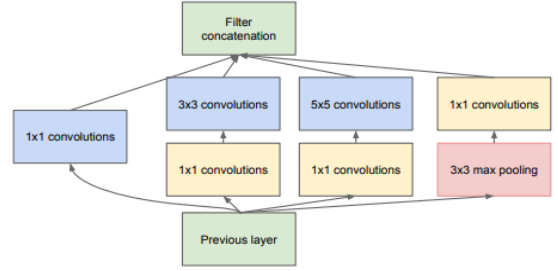 Filter
concatenation
3x3 convolutions
5x5 convolutions
1x1 convolutions
1x1 convolutions
1x1 convolutions
1x1 convolutions
3x3 max pooling
Previous layer